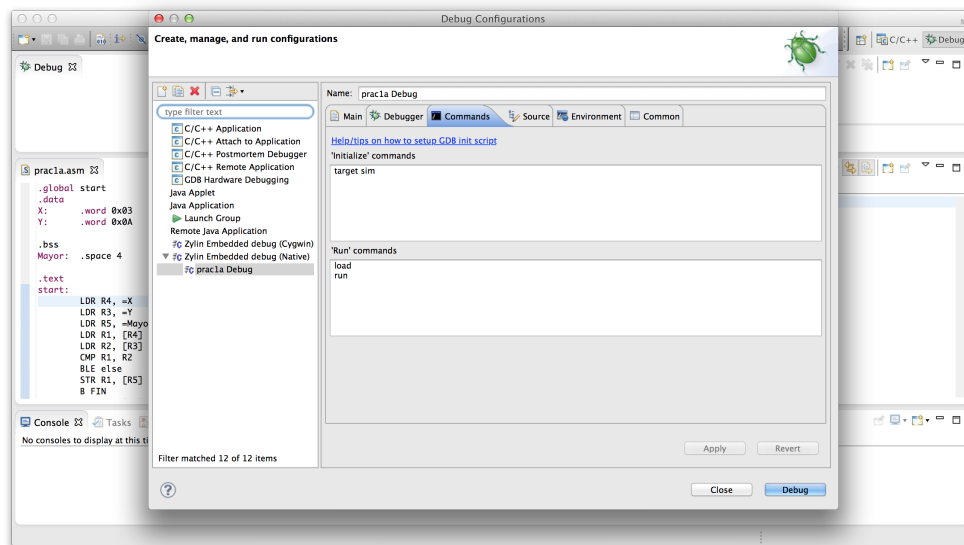 Debug Configurations
Create, manage, and run configurations
C/C++
Debug
Debug
Name: prac1a Debug
type filter text
Main
Debugger
Commands
Source
Environment
Common
C/C++ Application
C/C++ Attach to Application
C/C++ Postmortem Debugger
C/C++ Remote Application
GDB Hardware Debugging
Java Applet
Java Application
Launch Group
Remote Java Application
Zylin Embedded debug (Cygwin)
Zylin Embedded debug (Native)
prac1a Debug
Filter matched 12 of 12 items
Help/tips on how to setup GDB init script
'Initialize' commands
target sim
'Run' commands
load
run
Apply
Revert
Close
Debug
prac1a.asm
.global start
.data
X: .word 0x03
Y: .word 0x0A
.bss
Mayor: .space 4
.text
start:
LDR R4, =X
LDR R3, =Y
LDR R5, =Mayo
LDR R1, [R4]
LDR R2, [R3]
CMP R1, R2
BLE else
STR R1, [R5]
B FIN
Console
Tasks
No consoles to display at this ti